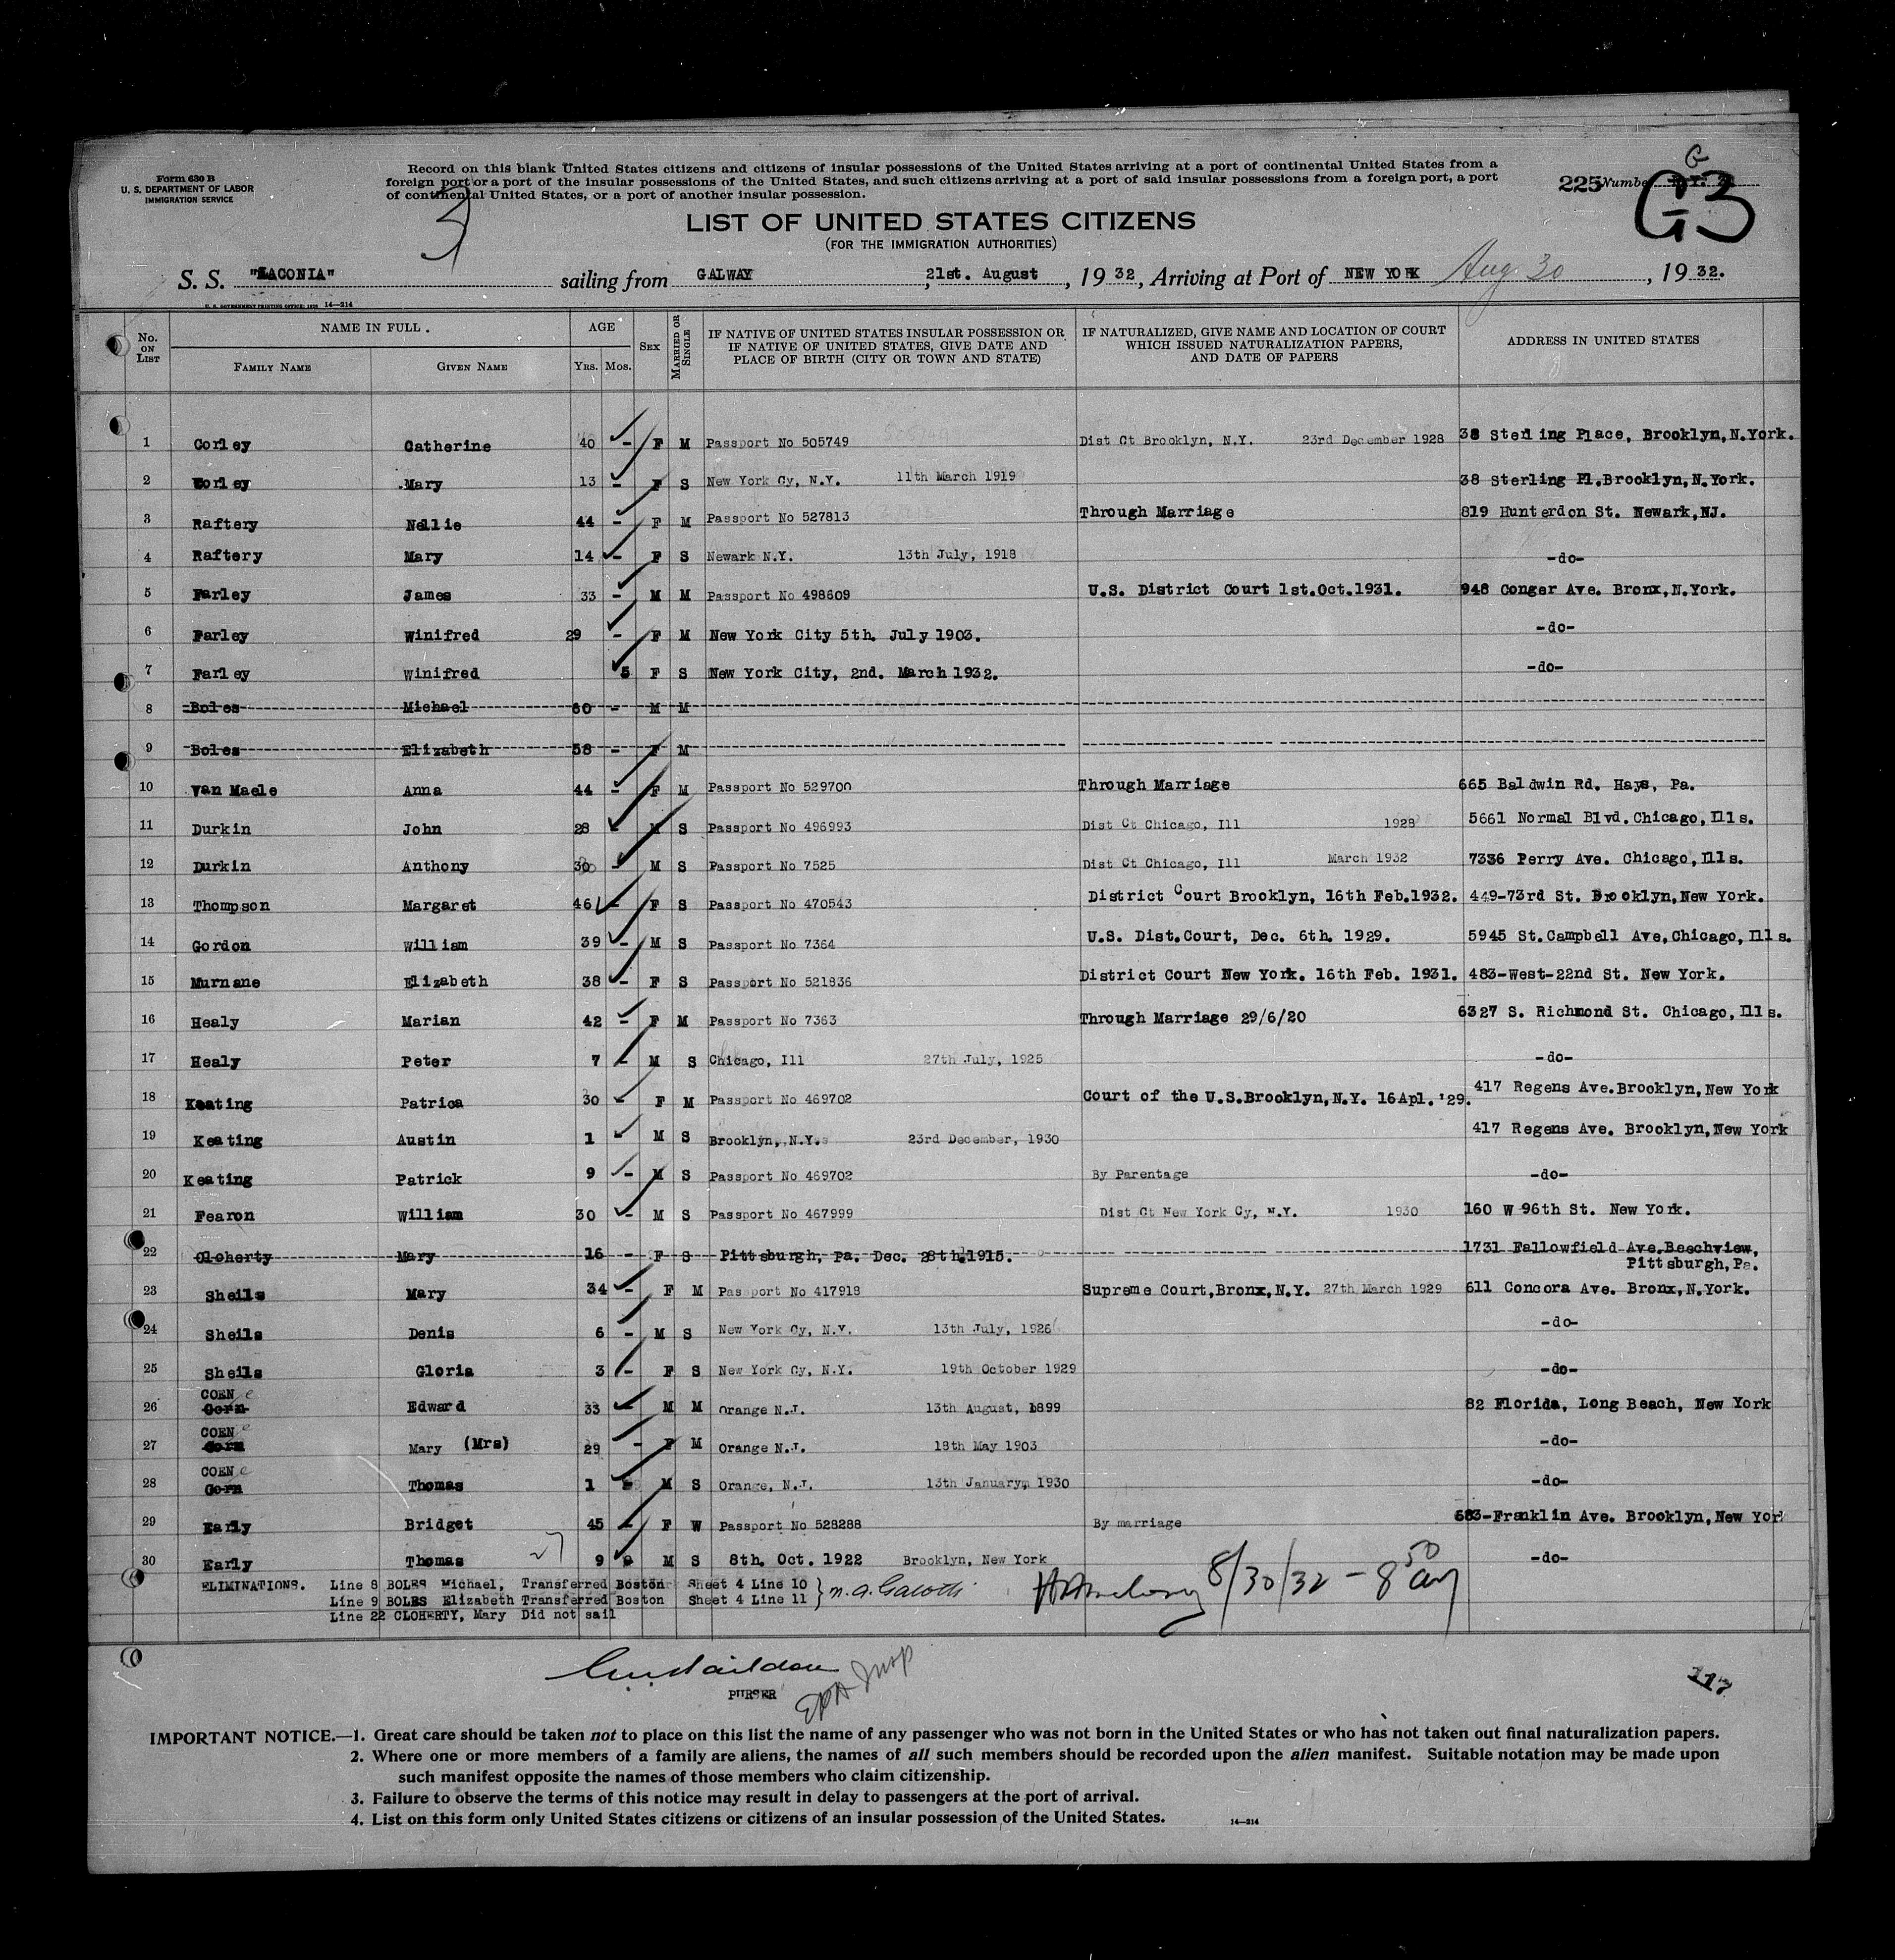 Form 630 B
U. S. DEPARTMENT OF LABOR
IMMIGRATION SERVICE
Record on this blank United States citizens and citizens of insular possessions of the United States arriving at a port of continental United States from a
foreign port or a port of the insular possessions of the United States, and such citizens arriving at a port of said insular possessions from a foreign port, a port
of continental United States, or a port of another insular possession.
225 Number G
G3
3
LIST OF UNITED STATES CITIZENS
(FOR THE IMMIGRATION AUTHORITIES)
S. S. "LACONIA" sailing from GALWAY, 21st. August, 1932, Arriving at Port of NEW YORK Aug. 30, 1932.
U. S. GOVERNMENT PRINTING OFFICE: 14—214
No. ON LIST
NAME IN FULL.
FAMILY NAME
GIVEN NAME
AGE
YRS. MOS.
SEX
MARRIED OR SINGLE
IF NATIVE OF UNITED STATES INSULAR POSSESSION OR
IF NATIVE OF UNITED STATES, GIVE DATE AND
PLACE OF BIRTH (CITY OR TOWN AND STATE)
IF NATURALIZED, GIVE NAME AND LOCATION OF COURT
WHICH ISSUED NATURALIZATION PAPERS,
AND DATE OF PAPERS
ADDRESS IN UNITED STATES
1 Corley Catherine 40 - F M Passport No 505749 Dist Ct Brooklyn, N.Y. 23rd December 1928 38 Sterling Place, Brooklyn,N.York.
2 Corley Mary 13 - F S New York Cy, N.Y. 11th March 1919 38 Sterling Pl.Brooklyn,N.York.
3 Raftery Nellie 44 - F M Passport No 527813 Through Marriage 819 Hunterdon St. Newark,NJ.
4 Raftery Mary 14 - F S Newark N.Y. 13th July, 1918 -do-
5 Farley James 33 - M M Passport No 498609 U.S. District Court 1st.Oct.1931. 948 Conger Ave. Bronx,N.York.
6 Farley Winifred 29 - F M New York City 5th. July 1903. -do-
7 Farley Winifred 5 F S New York City, 2nd. March 1932. -do-
8 Boles Michael 60 - M M
9 Boles Elizabeth 58 - F M
10 Van Maele Anna 44 - F M Passport No 529700 Through Marriage 665 Baldwin Rd. Hays, Pa.
11 Durkin John 28 - M S Passport No 496993 Dist Ct Chicago, Ill 1928 5661 Normal Blvd.Chicago,Ills.
12 Durkin Anthony 30 - M S Passport No 7525 Dist Ct Chicago, Ill March 1932 7336 Perry Ave. Chicago,Ills.
13 Thompson Margaret 46 - F S Passport No 470543 District Court Brooklyn, 16th Feb.1932. 449-73rd St. Brooklyn,New York.
14 Gordon William 39 - M S Passport No 7364 U.S. Dist.Court, Dec. 6th. 1929. 5945 St.Campbell Ave,Chicago,Ills.
15 Murnane Elizabeth 38 - F S Passport No 521836 District Court New York. 16th Feb. 1931. 483-West-22nd St. New York.
16 Healy Marian 42 - F M Passport No 7363 Through Marriage 29/6/20 6327 S. Richmond St. Chicago,Ills.
17 Healy Peter 7 - M S Chicago, Ill 27th July, 1925 -do-
18 Keating Patrica 30 - F M Passport No 469702 Court of the U.S.Brooklyn,N.Y. 16Apl.'29. 417 Regens Ave.Brooklyn,New York
19 Keating Austin 1 M S Brooklyn, N.Y. 23rd December, 1930 417 Regens Ave. Brooklyn,New York
20 Keating Patrick 9 - M S Passport No 469702 By Parentage -do-
21 Fearon William 30 - M S Passport No 467999 Dist Ct New York Cy, N.Y. 1930 160 W 96th St. New York.
22 Cloherty Mary 16 - F S Pittsburgh, Pa. Dec. 28th.1915. 1731 Fallowfield Ave.Beechview,
Pittsburgh,Pa.
23 Sheils Mary 34 - F M Passport No 417918 Supreme Court,Bronx,N.Y. 27th March 1929 611 Concora Ave. Bronx,N.York.
24 Sheils Denis 6 - M S New York Cy, N.Y. 13th July, 1926 -do-
25 Sheils Gloria 3 - F S New York Cy, N.Y. 19th October 1929 -do-
COEN e
26 Corn Edward 33 - M M Orange N.J. 13th August, 1899 82 Florida, Long Beach, New York
COEN e
27 Corn Mary (Mrs) 29 - F M Orange N.J. 18th May 1903 -do-
COEN e
28 Corn Thomas 1 M S Orange, N.J. 13th January, 1930 -do-
29 Early Bridget 45 - F W Passport No 528288 By marriage 683-Franklin Ave. Brooklyn,New Yor
30 Early Thomas 9 M S 8th. Oct. 1922 Brooklyn, New York -do-
ELIMINATIONS. Line 8 BOLES Michael, Transferred Boston Sheet 4 Line 10
Line 9 BOLES Elizabeth Transferred Boston Sheet 4 Line 11
Line 22 CLOHERTY, Mary Did not sail
8/30/32 - 8 50 am
PURSER
117
IMPORTANT NOTICE.—1. Great care should be taken not to place on this list the name of any passenger who was not born in the United States or who has not taken out final naturalization papers.
2. Where one or more members of a family are aliens, the names of all such members should be recorded upon the alien manifest. Suitable notation may be made upon
such manifest opposite the names of those members who claim citizenship.
3. Failure to observe the terms of this notice may result in delay to passengers at the port of arrival.
4. List on this form only United States citizens or citizens of an insular possession of the United States.
14—214